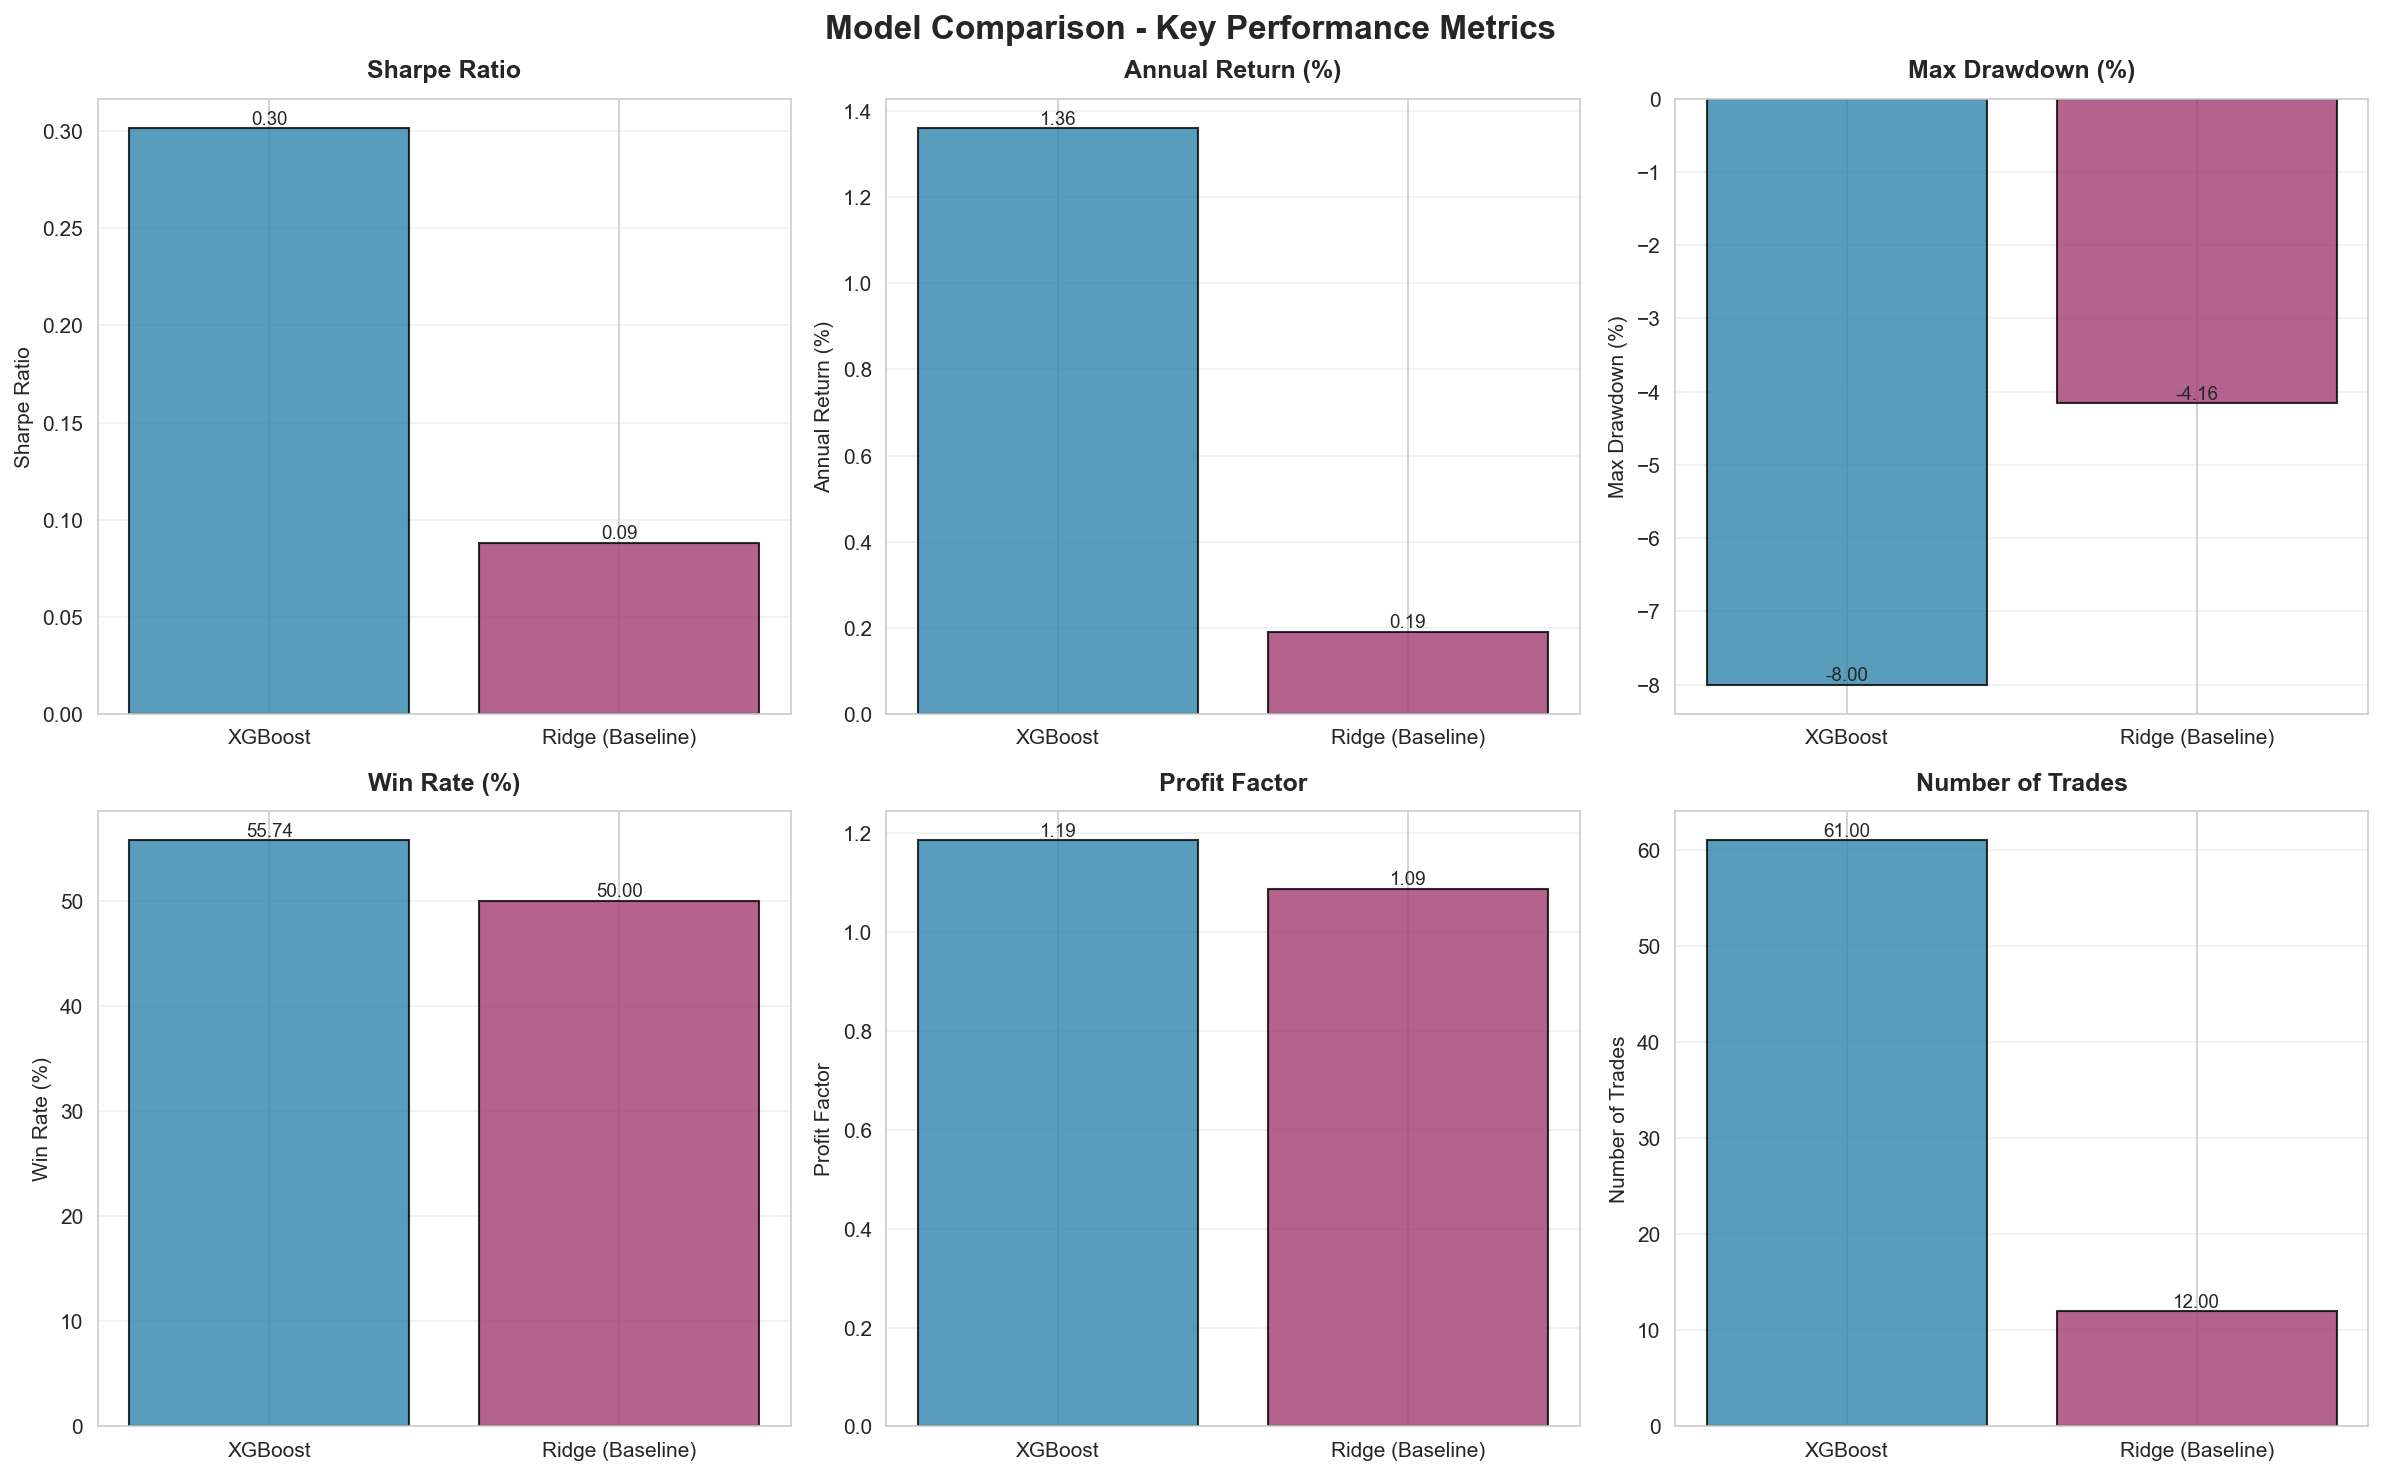 Model Comparison - Key Performance Metrics
Sharpe Ratio
Sharpe Ratio
0.30
0.25
0.20
0.15
0.10
0.05
0.00
0.30
0.09
XGBoost
Ridge (Baseline)
Annual Return (%)
Annual Return (%)
1.4
1.2
1.0
0.8
0.6
0.4
0.2
0.0
1.36
0.19
XGBoost
Ridge (Baseline)
Max Drawdown (%)
Max Drawdown (%)
0
−1
−2
−3
−4
−5
−6
−7
−8
-8.00
-4.16
XGBoost
Ridge (Baseline)
Win Rate (%)
Win Rate (%)
50
40
30
20
10
0
55.74
50.00
XGBoost
Ridge (Baseline)
Profit Factor
Profit Factor
1.2
1.0
0.8
0.6
0.4
0.2
0.0
1.19
1.09
XGBoost
Ridge (Baseline)
Number of Trades
Number of Trades
60
50
40
30
20
10
0
61.00
12.00
XGBoost
Ridge (Baseline)